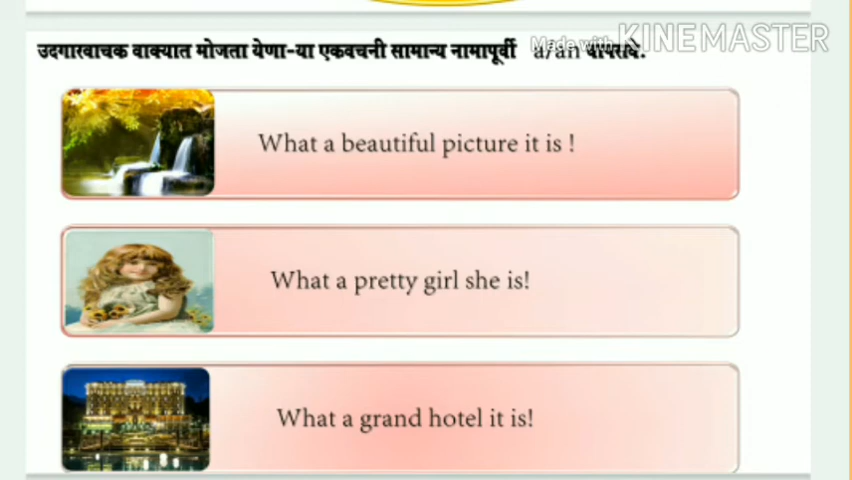 उदगारवाचक वाक्यात मोजता येणा-या एकवचनी सामान्य नामापूर्वी a/an वापरावे.
Made with KINEMASTER
What a beautiful picture it is !
What a pretty girl she is!
What a grand hotel it is!